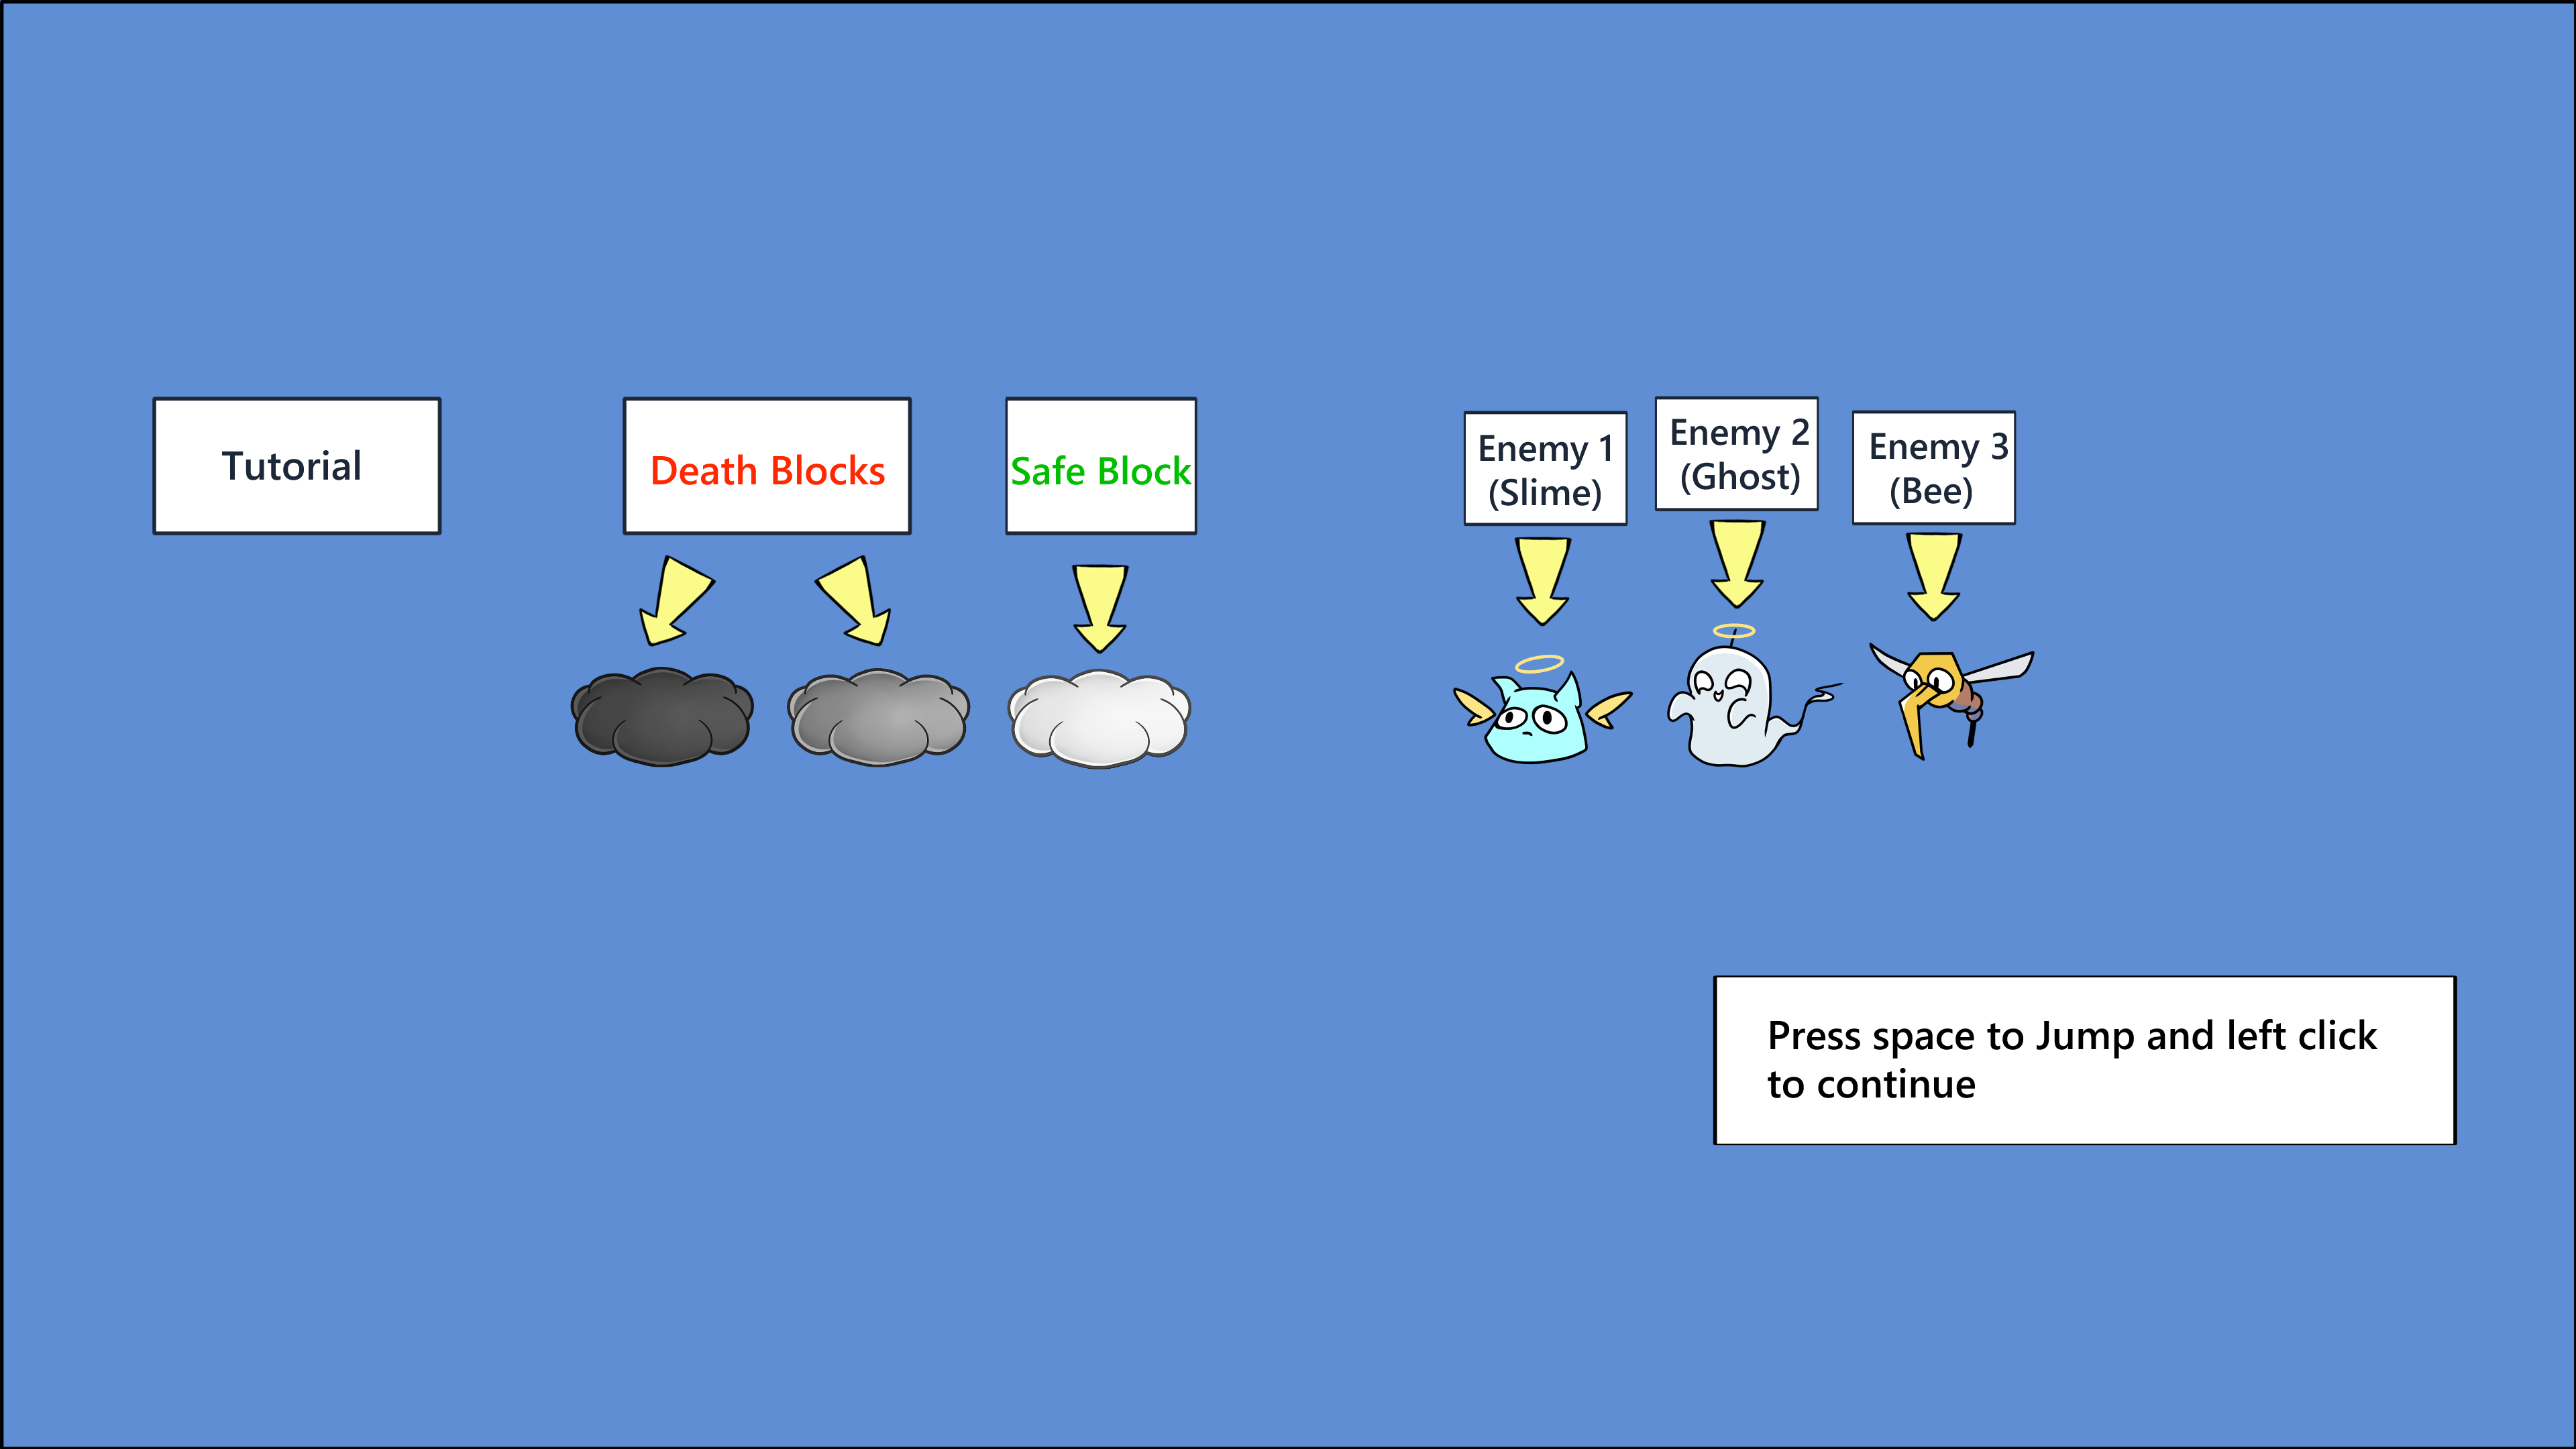 Tutorial
Death Blocks
Safe Block
Enemy 1
(Slime)
Enemy 2
(Ghost)
Enemy 3
(Bee)
Press space to Jump and left click
to continue